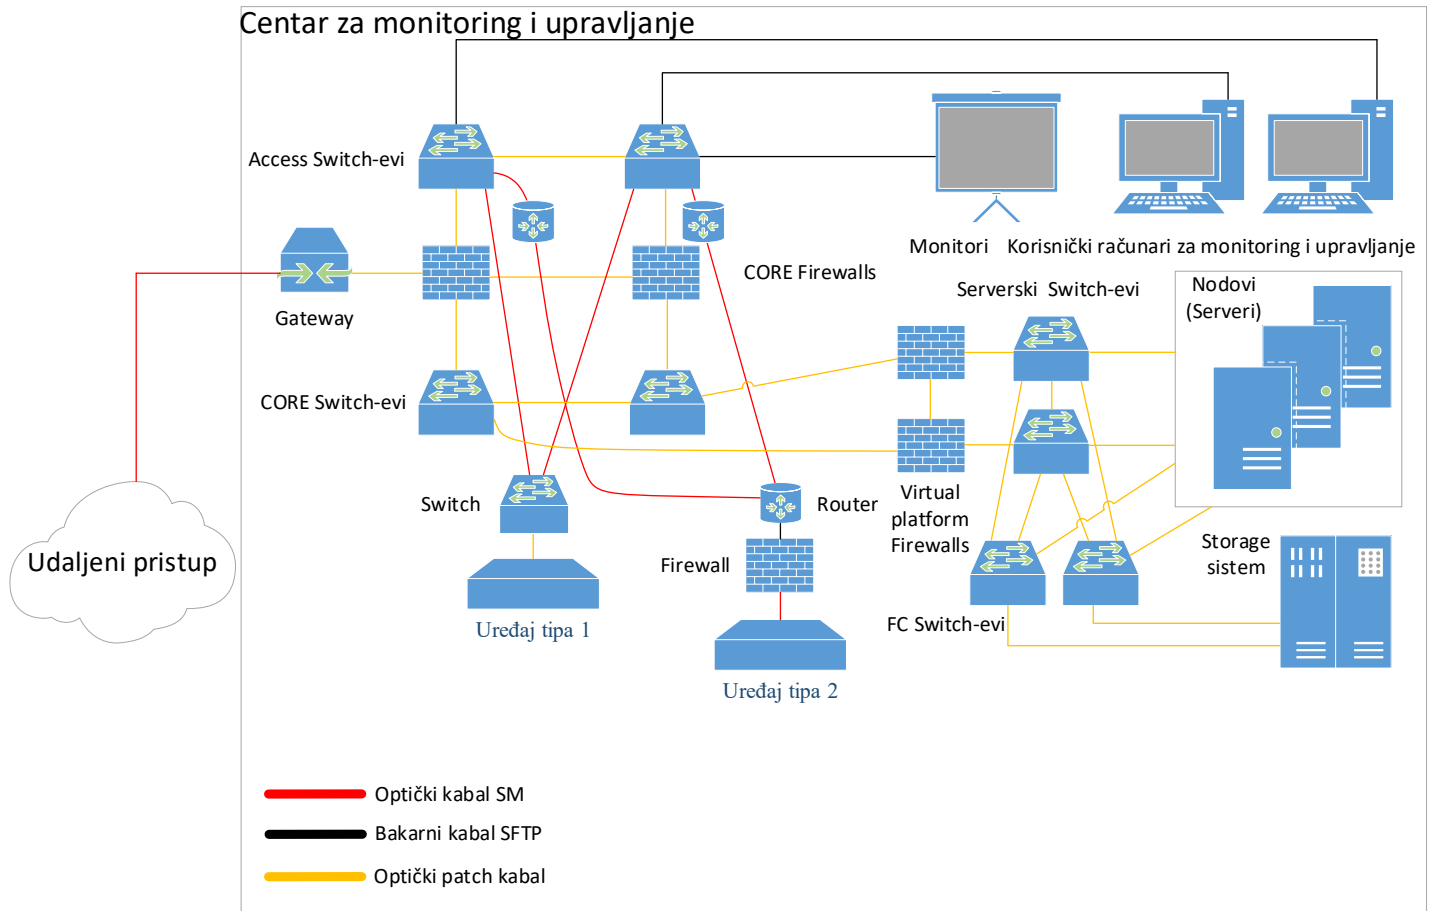 Centar za monitoring i upravljanje
Access Switch-evi
Monitori
Korisnički računari za monitoring i upravljanje
CORE Firewalls
Gateway
Serverski Switch-evi
Nodovi
(Serveri)
CORE Switch-evi
Switch
Router
Virtual
platform
Firewalls
Udaljeni pristup
Firewall
Storage
sistem
Uređaj tipa 1
FC Switch-evi
Uređaj tipa 2
Optički kabal SM
Bakarni kabal SFTP
Optički patch kabal